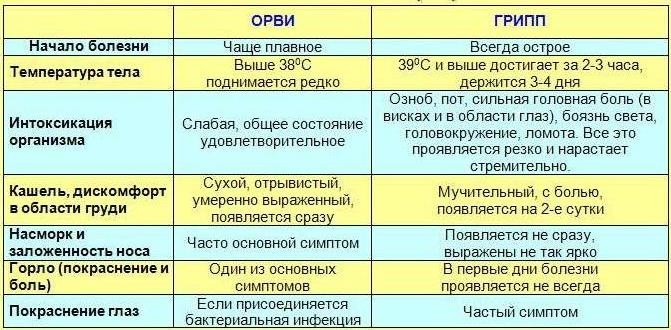 ОРВИ ГРИПП
Начало болезни Чаще плавное Всегда острое
Температура тела
Выше 38⁰С
поднимается редко
39⁰С и выше достигает за 2-3 часа,
держится 3-4 дня
Интоксикация
организма
Слабая, общее состояние
удовлетворительное
Озноб, пот, сильная головная боль (в
висках и в области глаз), боязнь света,
головокружение, ломота. Все это
проявляется резко и нарастает
стремительно.
Кашель, дискомфорт
в области груди
Сухой, отрывистый,
умеренно выраженный,
появляется сразу
Мучительный, с болью,
появляется на 2-е сутки
Насморк и
заложенность носа
Часто основной симптом
Появляется не сразу,
выражены не так ярко
Горло (покраснение и
боль)
Один из основных
симптомов
В первые дни болезни
проявляется не всегда
Покраснение глаз
Если присоединяется
бактериальная инфекция
Частый симптом